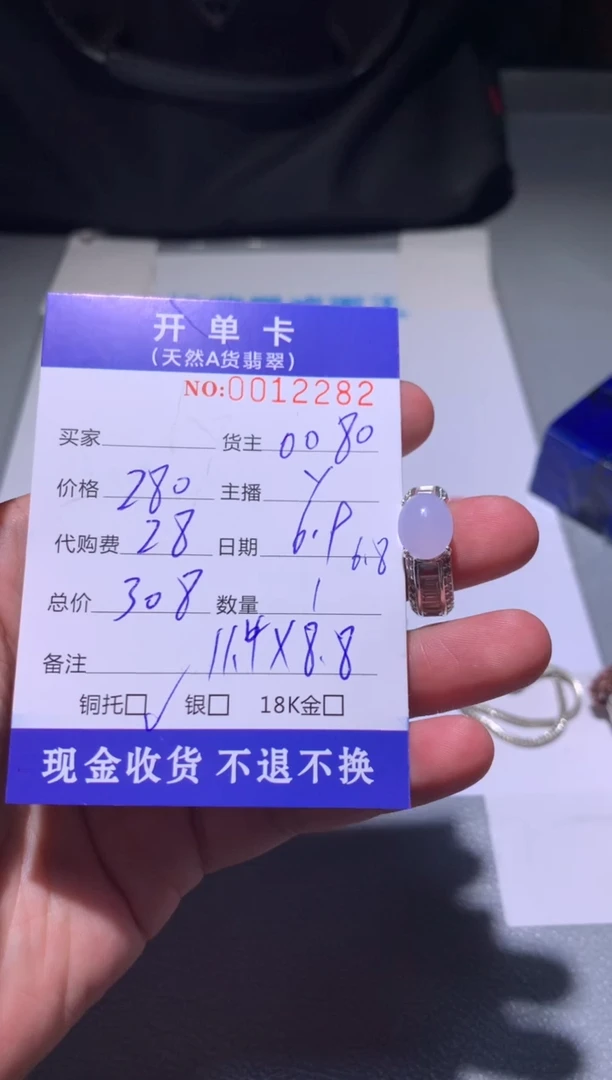 开单卡
(天然A货翡翠)
NO:0012282
买家 货主 0080
价格 280 主播 Y
代购费 28 日期 6.9
6.8
总价 308 数量 1
备注 11.4X8.8
铜托□ ✓ 银□ 18K金□
现金收货 不退不换